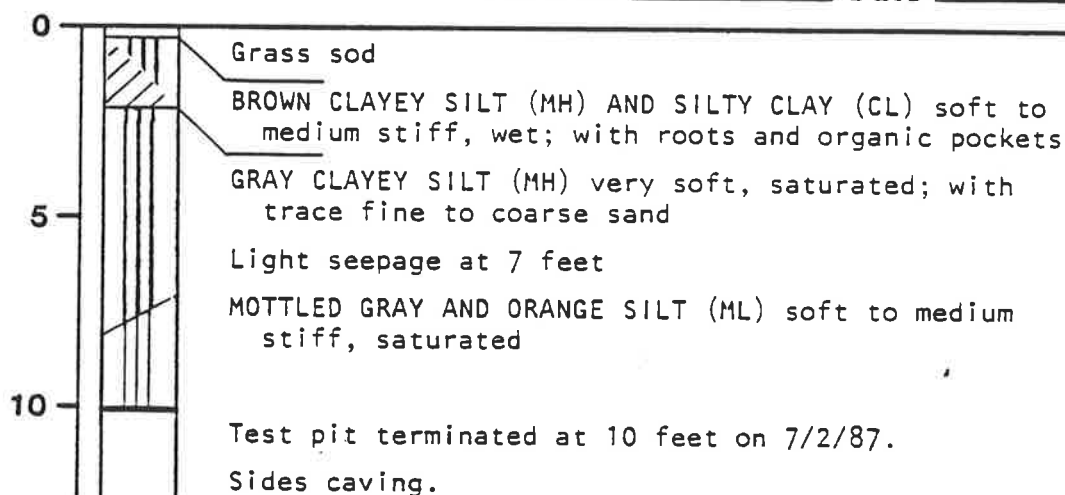 0
Grass sod
BROWN CLAYEY SILT (MH) AND SILTY CLAY (CL) soft to
medium stiff, wet; with roots and organic pockets
GRAY CLAYEY SILT (MH) very soft, saturated; with
trace fine to coarse sand
5
Light seepage at 7 feet
MOTTLED GRAY AND ORANGE SILT (ML) soft to medium
stiff, saturated
10
Test pit terminated at 10 feet on 7/2/87.
Sides caving.